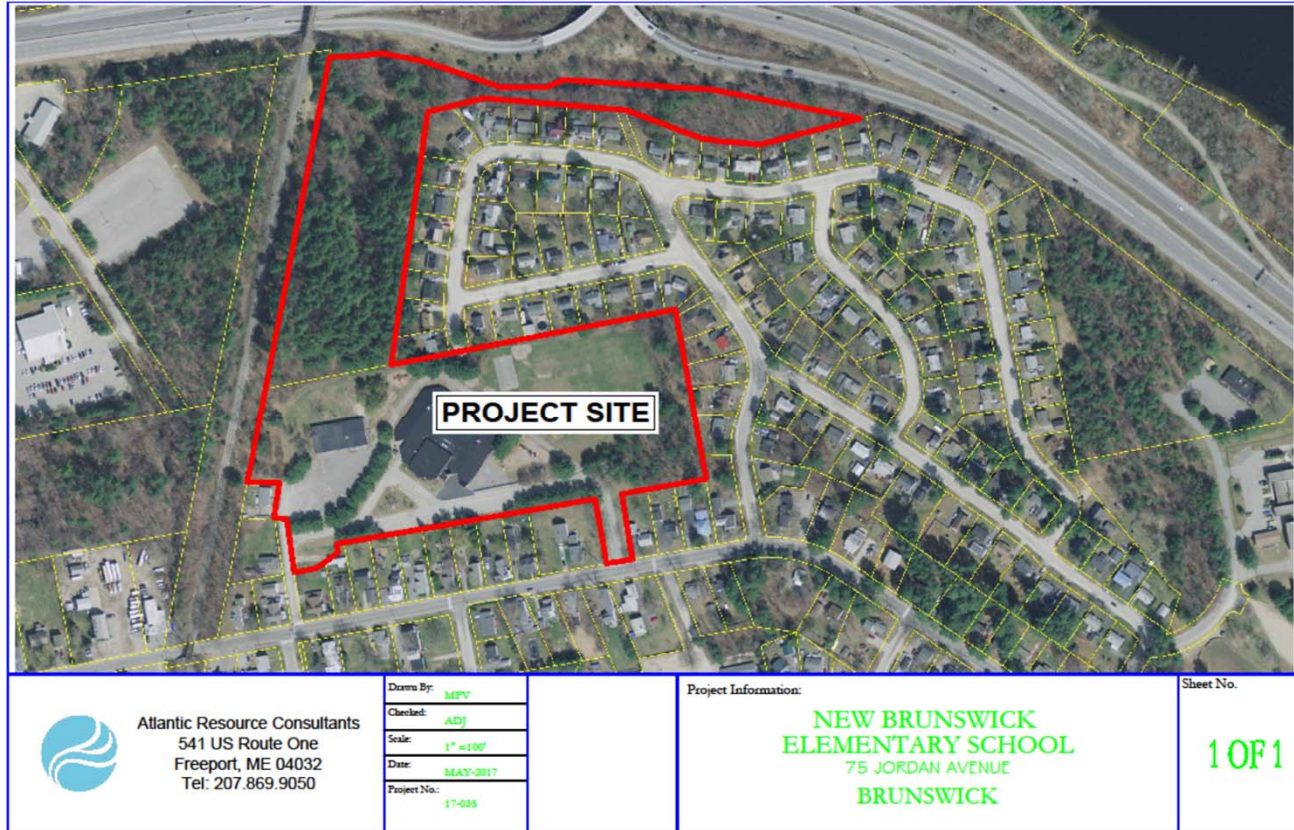 PROJECT SITE
Atlantic Resource Consultants
541 US Route One
Freeport, ME 04032
Tel: 207.869.9050
Drawn By: MPV
Checked: ADJ
Scale: 1" =100'
Date: MAY-2017
Project No.: 17-035
Project Information:
NEW BRUNSWICK
ELEMENTARY SCHOOL
75 JORDAN AVENUE
BRUNSWICK
Sheet No.
1 OF 1